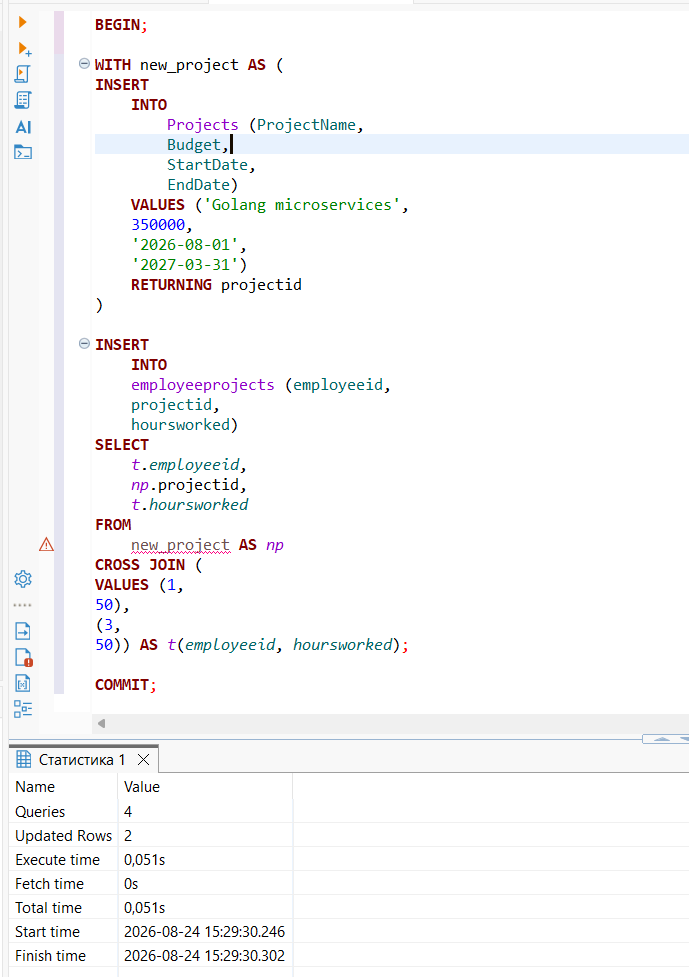 BEGIN;
WITH new_project AS (
INSERT
INTO
Projects (ProjectName,
Budget,
StartDate,
EndDate)
VALUES ('Golang microservices',
350000,
'2026-08-01',
'2027-03-31')
RETURNING projectid
)
INSERT
INTO
employeeprojects (employeeid,
projectid,
hoursworked)
SELECT
t.employeeid,
np.projectid,
t.hoursworked
FROM
new_project AS np
CROSS JOIN (
VALUES (1,
50),
(3,
50)) AS t(employeeid, hoursworked);
COMMIT;
AI
Статистика 1
Name Value
Queries 4
Updated Rows 2
Execute time 0,051s
Fetch time 0s
Total time 0,051s
Start time 2026-08-24 15:29:30.246
Finish time 2026-08-24 15:29:30.302